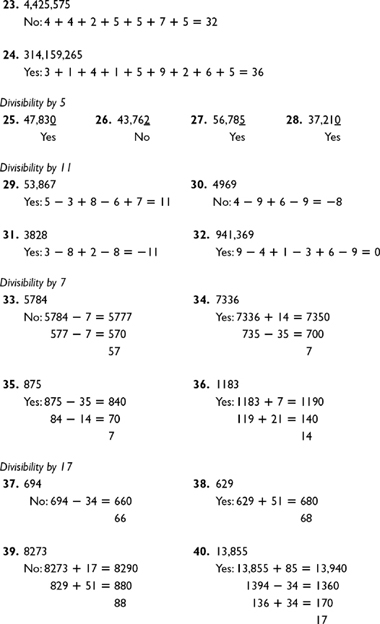 23. 4,425,575
No: 4 + 4 + 2 + 5 + 5 + 7 + 5 = 32
24. 314,159,265
Yes: 3 + 1 + 4 + 1 + 5 + 9 + 2 + 6 + 5 = 36
Divisibility by 5
25. 47,830 26. 43,762 27. 56,785 28. 37,210
Yes No Yes Yes
Divisibility by 11
29. 53,867 30. 4969
Yes: 5 − 3 + 8 − 6 + 7 = 11 No: 4 − 9 + 6 − 9 = −8
31. 3828 32. 941,369
Yes: 3 − 8 + 2 − 8 = −11 Yes: 9 − 4 + 1 − 3 + 6 − 9 = 0
Divisibility by 7
33. 5784 34. 7336
No: 5784 − 7 = 5777 Yes: 7336 + 14 = 7350
577 − 7 = 570 735 − 35 = 700
57 7
35. 875 36. 1183
Yes: 875 − 35 = 840 Yes: 1183 + 7 = 1190
84 − 14 = 70 119 + 21 = 140
7 14
Divisibility by 17
37. 694 38. 629
No: 694 − 34 = 660 Yes: 629 + 51 = 680
66 68
39. 8273 40. 13,855
No: 8273 + 17 = 8290 Yes: 13,855 + 85 = 13,940
829 + 51 = 880 1394 − 34 = 1360
88 136 + 34 = 170
17